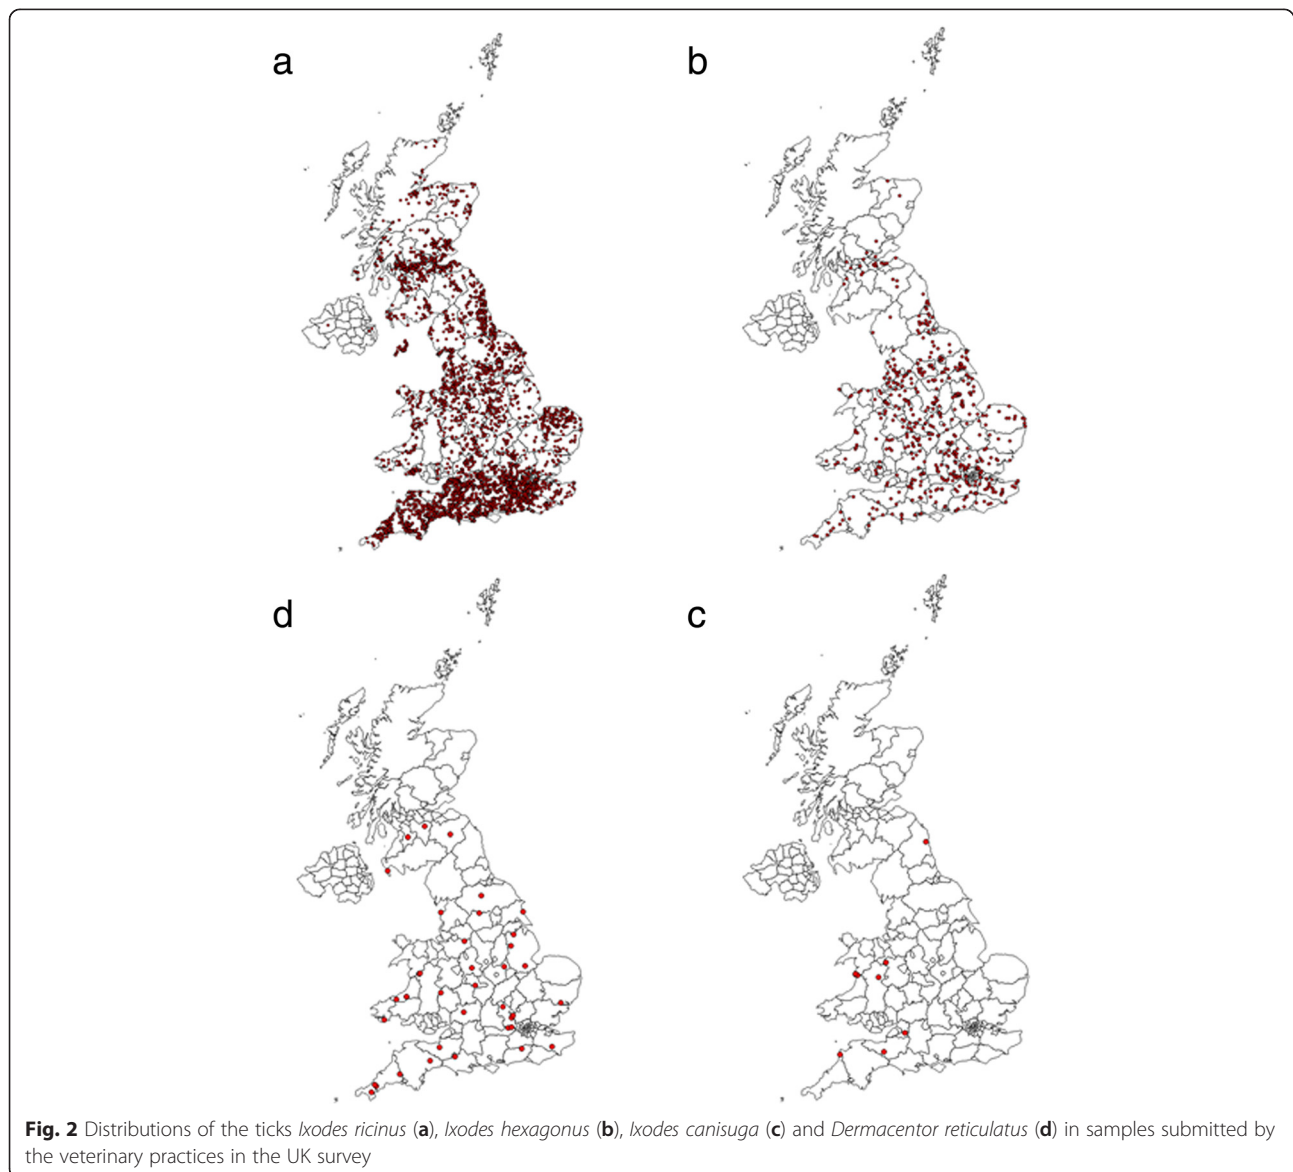 a
b
d
c
Fig. 2 Distributions of the ticks Ixodes ricinus (a), Ixodes hexagonus (b), Ixodes canisuga (c) and Dermacentor reticulatus (d) in samples submitted by
the veterinary practices in the UK survey